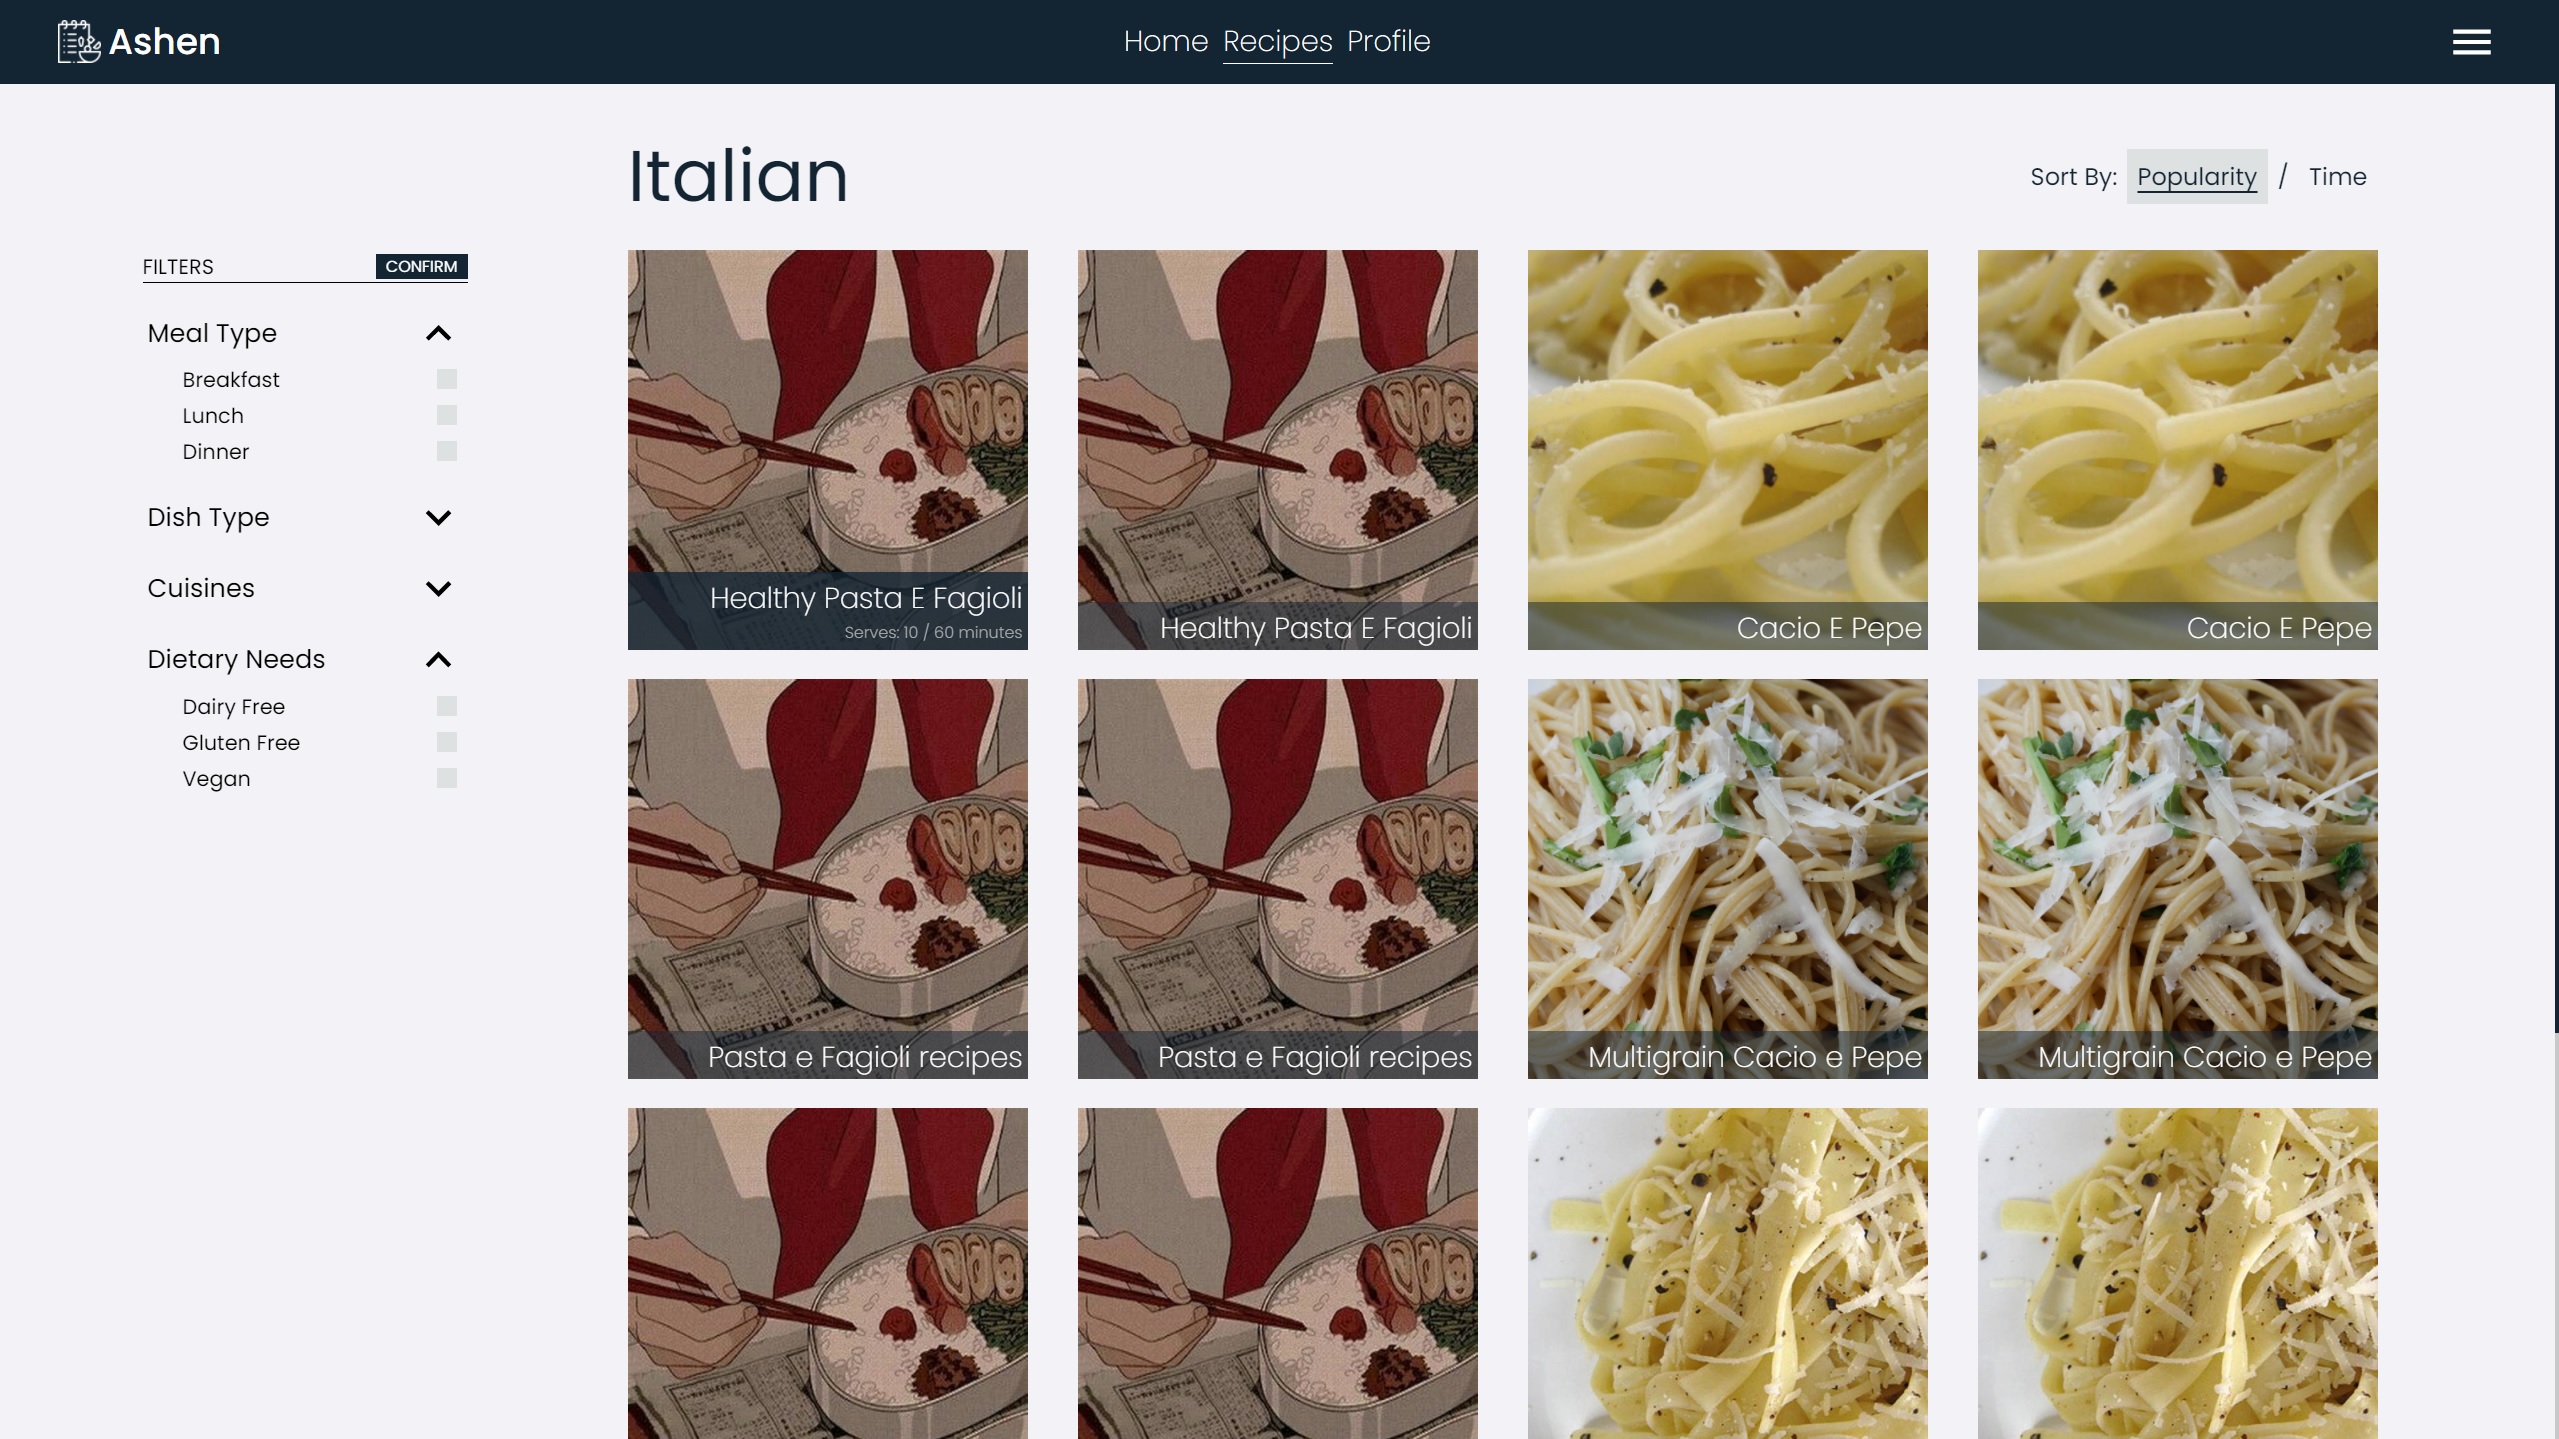 Ashen
Home Recipes Profile
Italian
Sort By: Popularity / Time
FILTERS CONFIRM
Meal Type
Breakfast
Lunch
Dinner
Dish Type
Cuisines
Dietary Needs
Dairy Free
Gluten Free
Vegan
Healthy Pasta E Fagioli
Serves: 10 / 60 minutes
Healthy Pasta E Fagioli
Cacio E Pepe
Cacio E Pepe
Pasta e Fagioli recipes
Pasta e Fagioli recipes
Multigrain Cacio e Pepe
Multigrain Cacio e Pepe